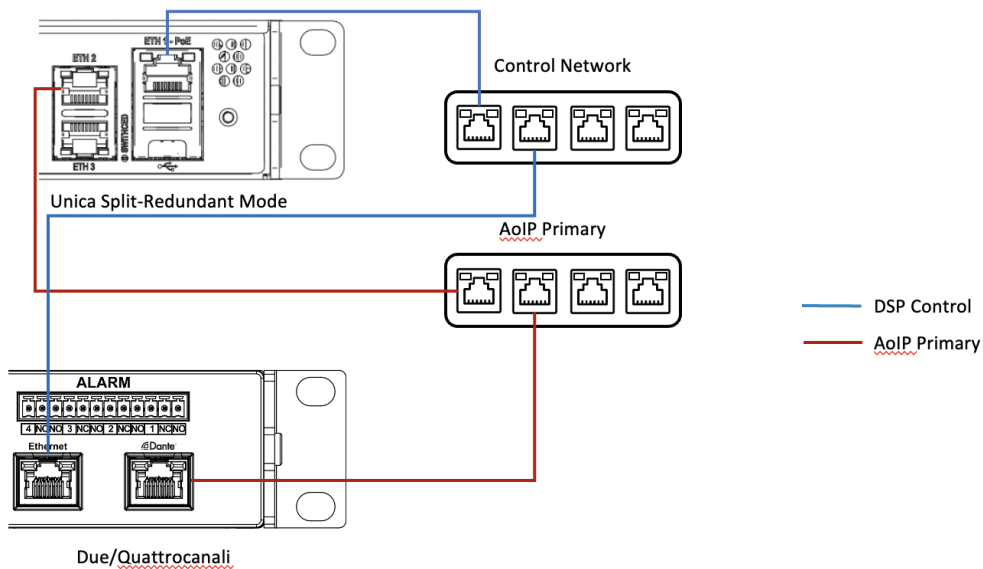 ETH 1 - PoE
ETH 2
SWITHCED
ETH 3
Control Network
Unica Split-Redundant Mode
AoIP Primary
DSP Control
AoIP Primary
ALARM
4 NC NO 3 NC NO 2 NC NO 1 NC NO
Ethernet
Dante
Due/Quattrocanali